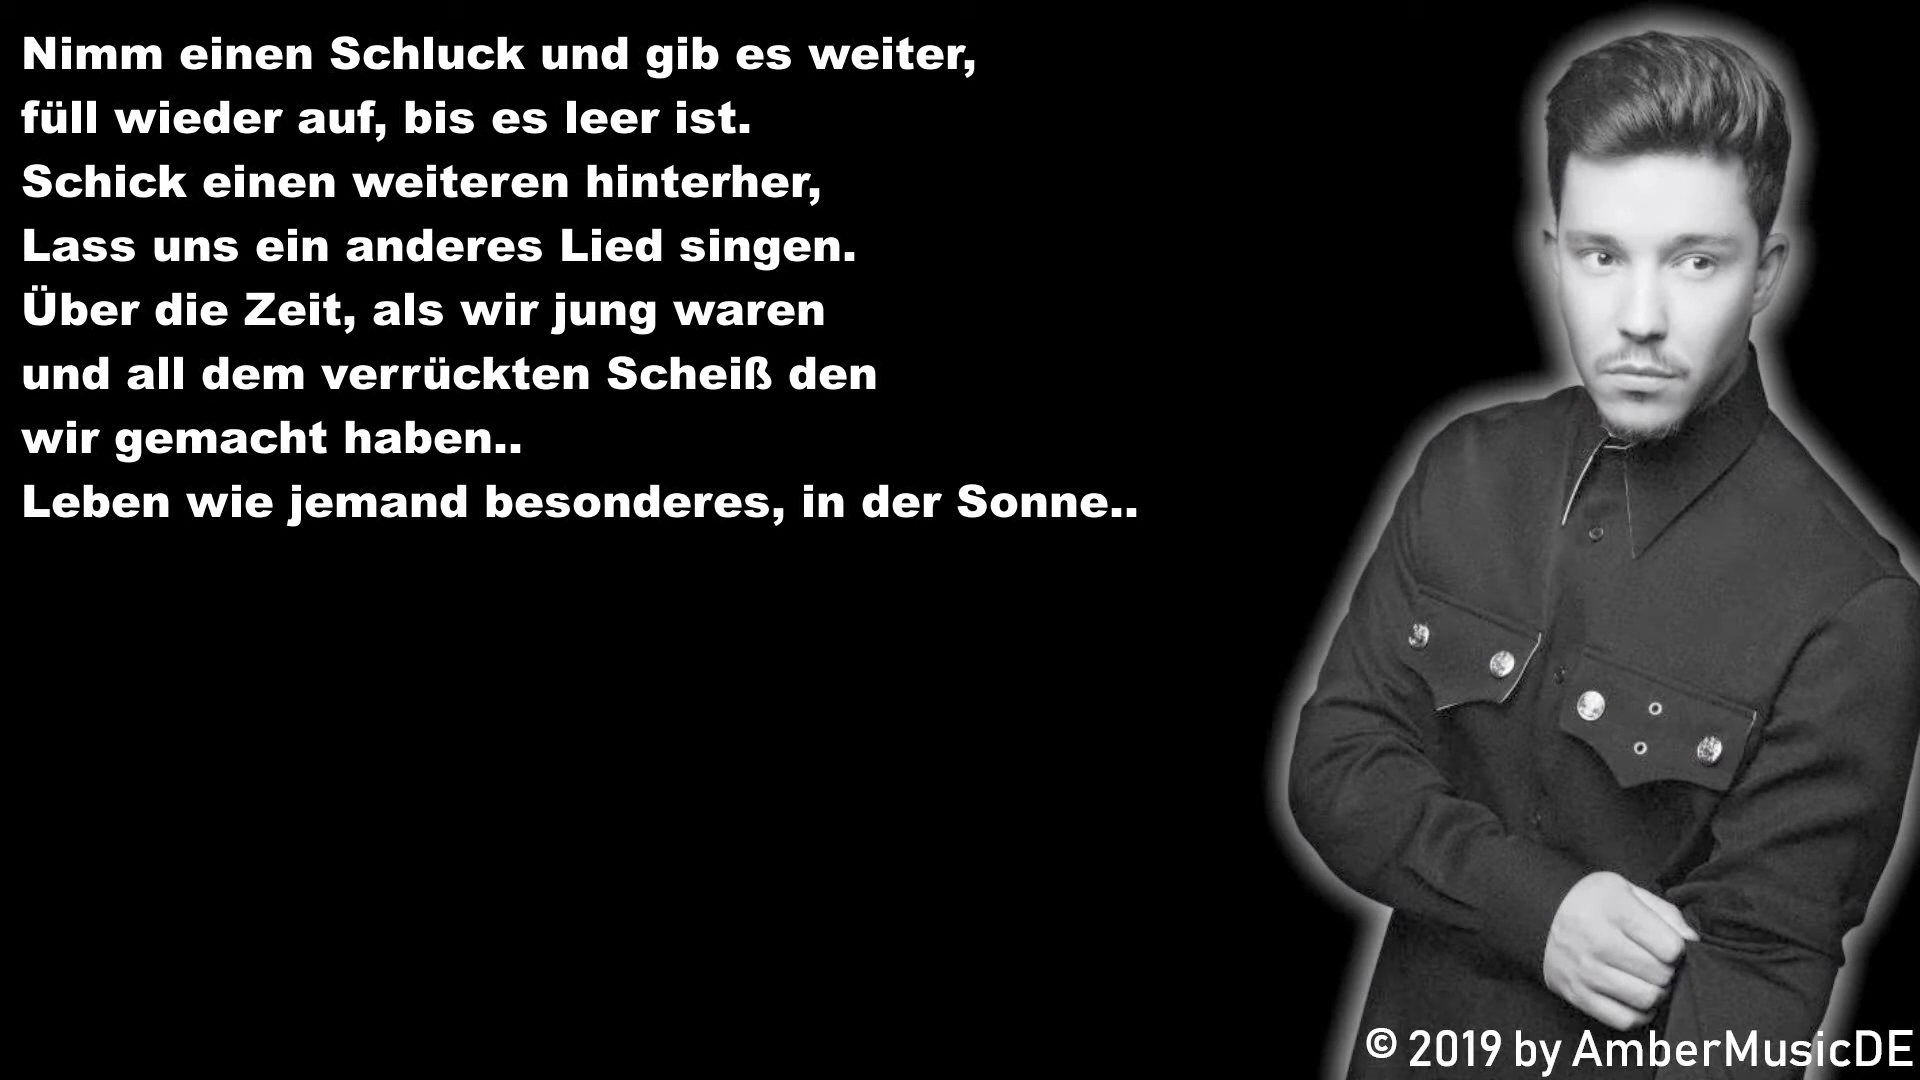 Nimm einen Schluck und gib es weiter,
füll wieder auf, bis es leer ist.
Schick einen weiteren hinterher,
Lass uns ein anderes Lied singen.
Über die Zeit, als wir jung waren
und all dem verrückten Scheiß den
wir gemacht haben..
Leben wie jemand besonderes, in der Sonne..
© 2019 by AmberMusicDE